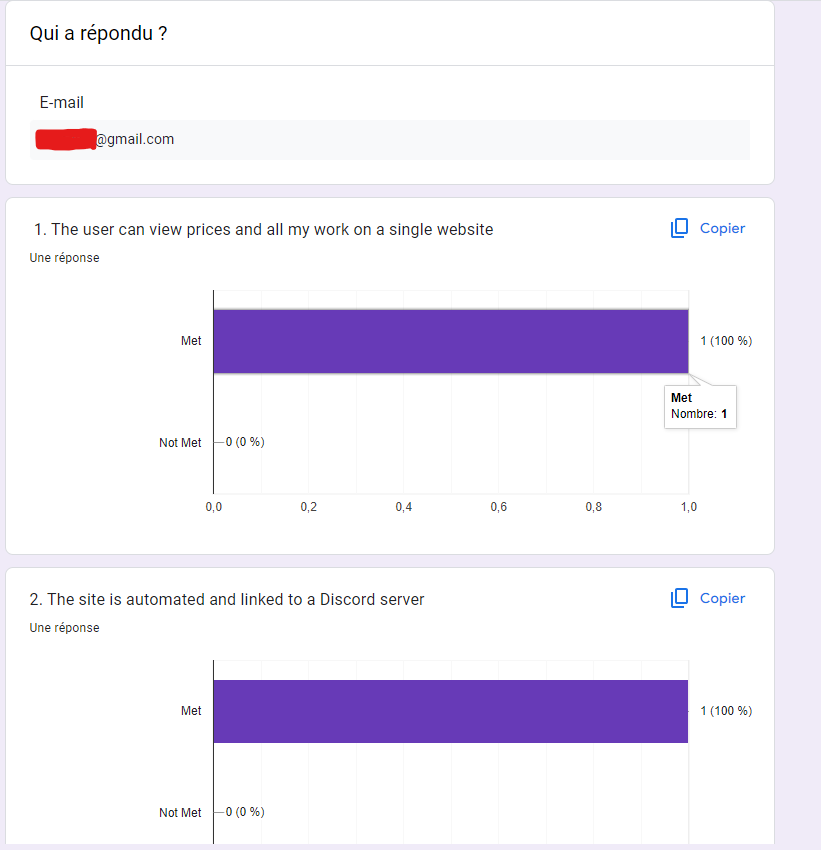 Qui a répondu ?
E-mail
@gmail.com
1. The user can view prices and all my work on a single website
Copier
Une réponse
Met
1 (100 %)
Met
Nombre: 1
Not Met
0 (0 %)
0,0 0,2 0,4 0,6 0,8 1,0
2. The site is automated and linked to a Discord server
Copier
Une réponse
Met
1 (100 %)
Not Met
0 (0 %)